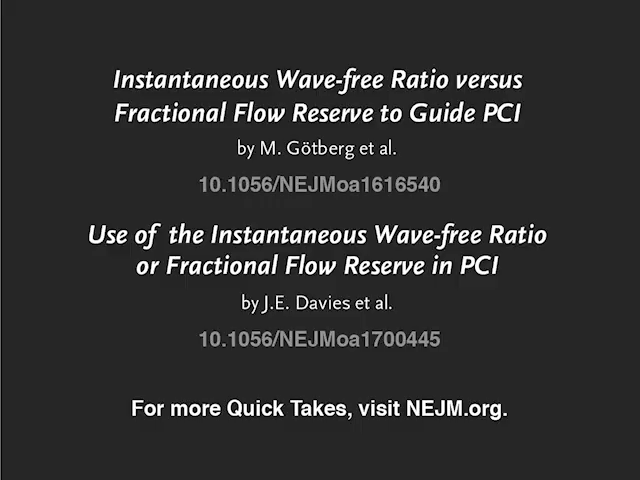 Instantaneous Wave-free Ratio versus
Fractional Flow Reserve to Guide PCI
by M. Götberg et al.
10.1056/NEJMoa1616540
Use of the Instantaneous Wave-free Ratio
or Fractional Flow Reserve in PCI
by J.E. Davies et al.
10.1056/NEJMoa1700445
For more Quick Takes, visit NEJM.org.